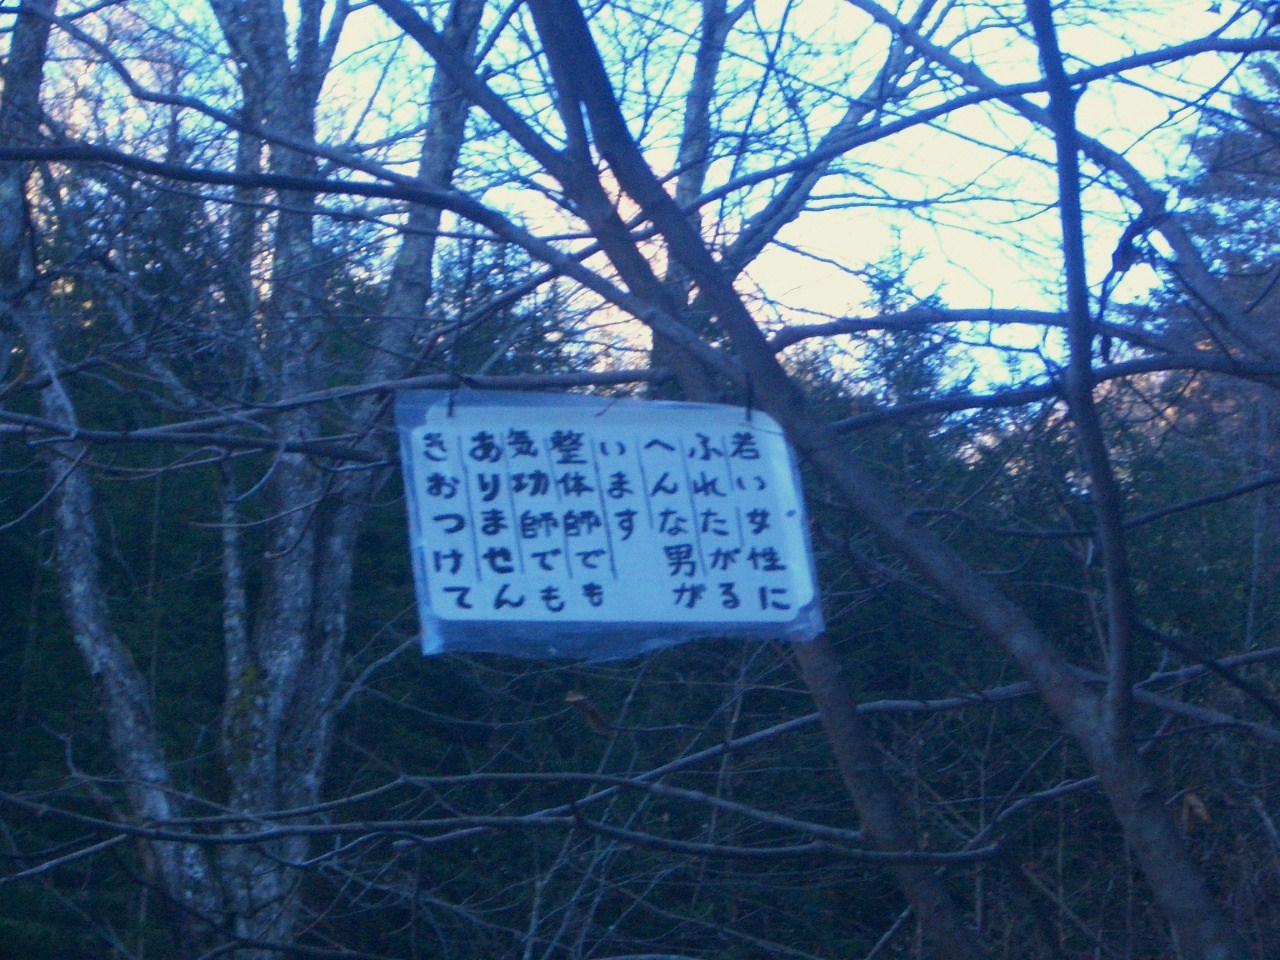 若い女性に
ふれたがる
へんな男が
います
整体師でも
気功師でも
ありません
きおつけて